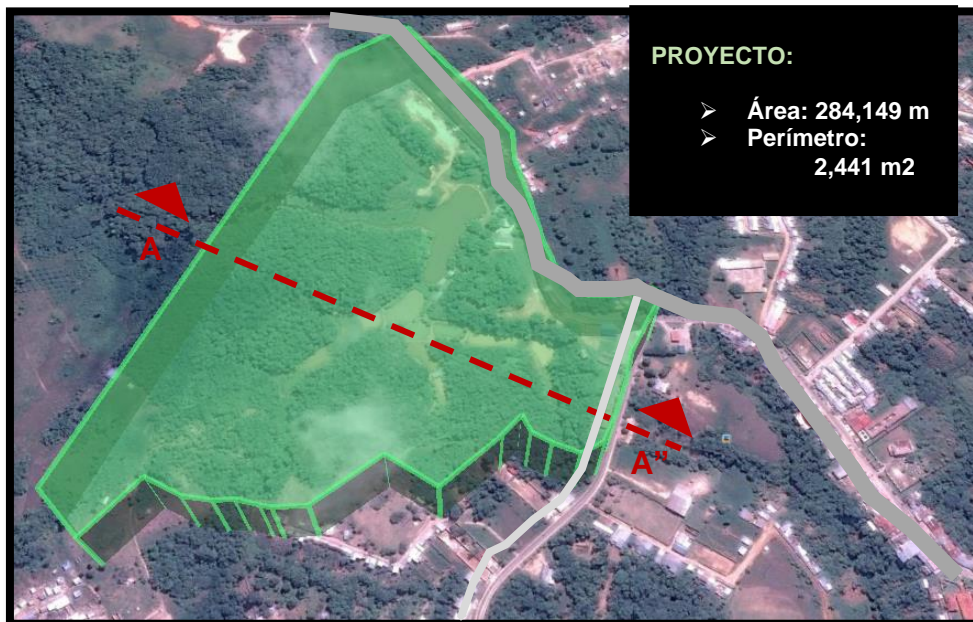 PROYECTO:
➤ Área: 284,149 m
➤ Perímetro:
2,441 m2
A
A"